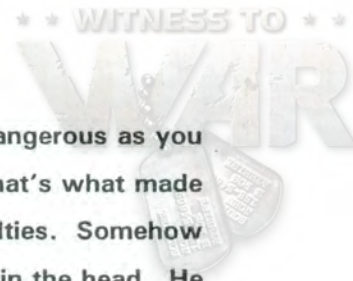 WITNESS TO
WAR
angerous as you
hat's what made
lties. Somehow
in the head. He